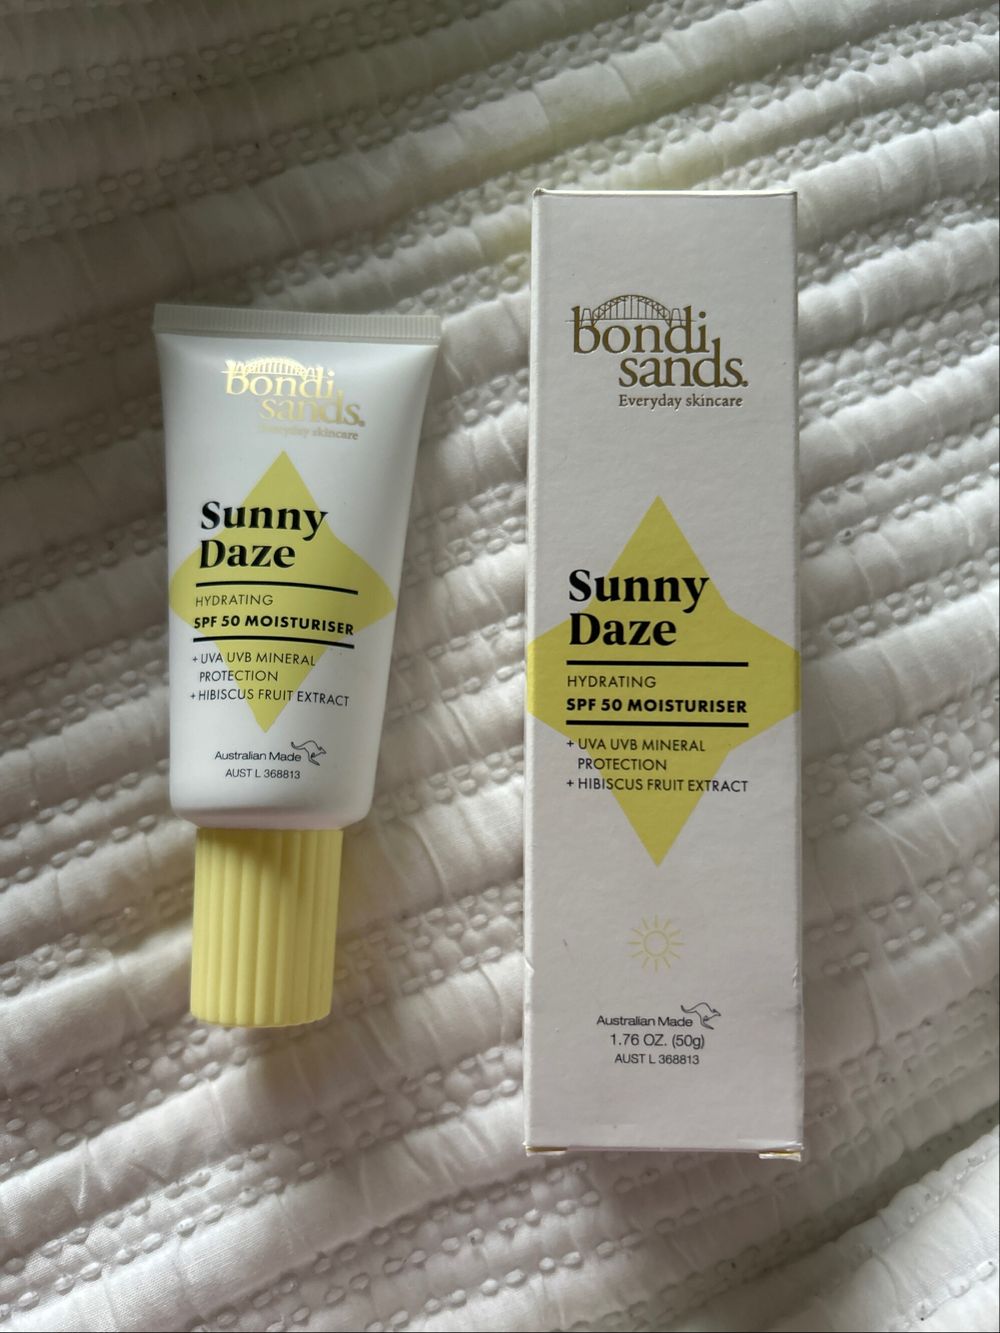 bondi
sands.
Everyday skincare
Sunny
Daze
HYDRATING
SPF 50 MOISTURISER
+ UVA UVB MINERAL
PROTECTION
+ HIBISCUS FRUIT EXTRACT
Australian Made
AUST L 368813
bondi
sands.
Everyday skincare
Sunny
Daze
HYDRATING
SPF 50 MOISTURISER
+ UVA UVB MINERAL
PROTECTION
+ HIBISCUS FRUIT EXTRACT
Australian Made
1.76 OZ. (50g)
AUST L 368813